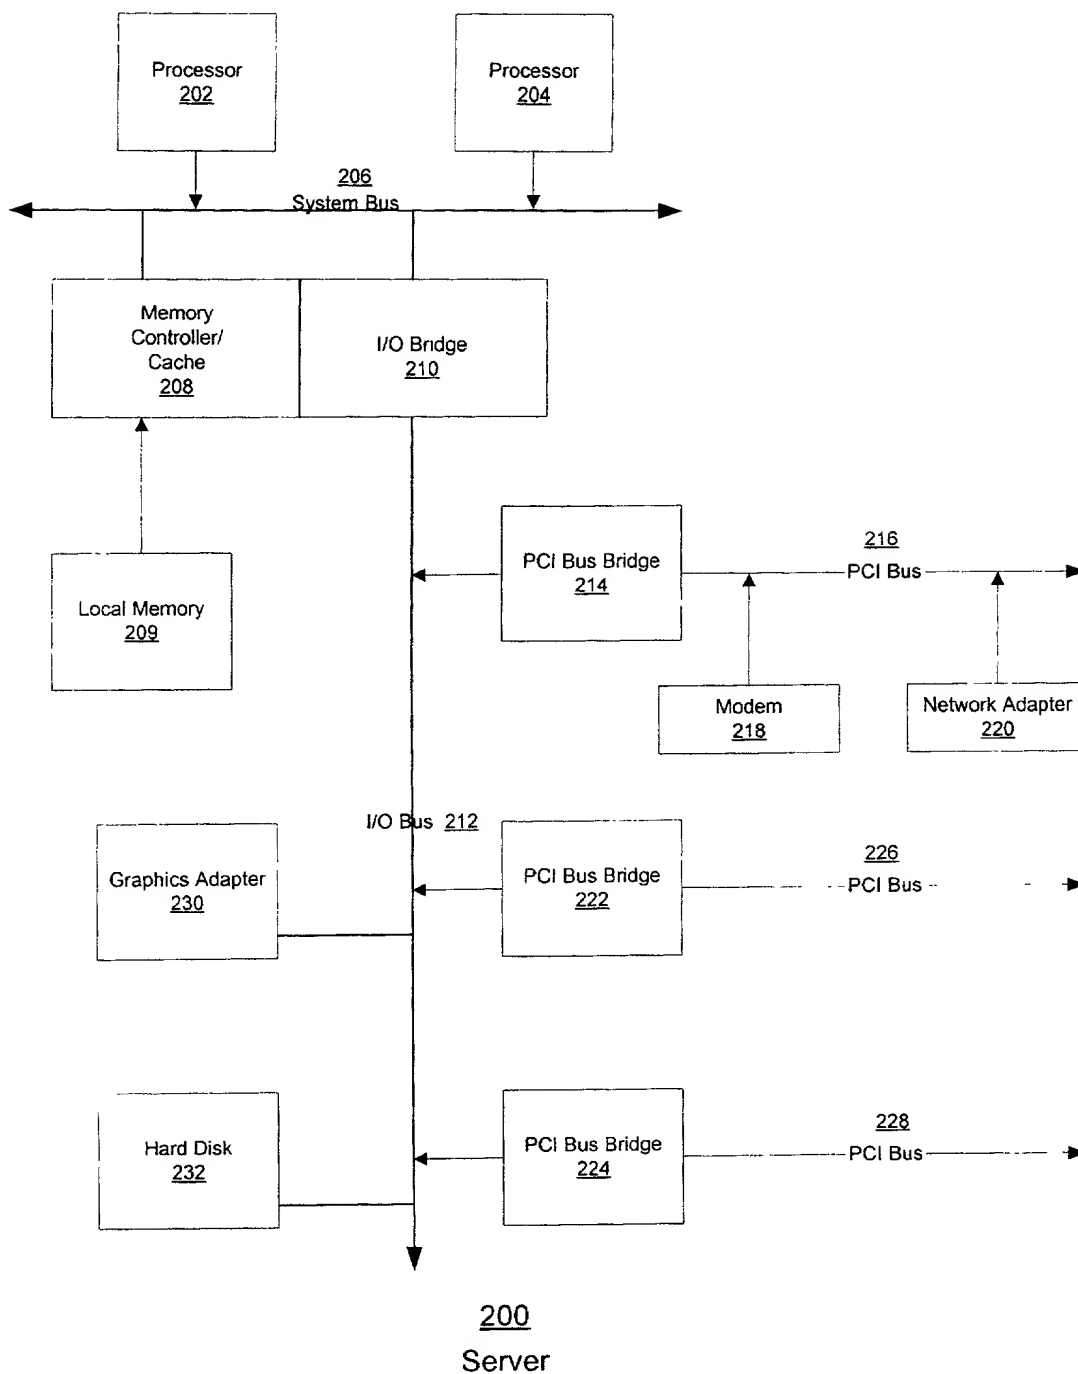 Processor
202
Processor
204
206
System Bus
Memory
Controller/
Cache
208
I/O Bridge
210
PCI Bus Bridge
214
216
PCI Bus
Local Memory
209
Modem
218
Network Adapter
220
I/O Bus 212
Graphics Adapter
230
PCI Bus Bridge
222
226
PCI Bus
Hard Disk
232
PCI Bus Bridge
224
228
PCI Bus
200
Server